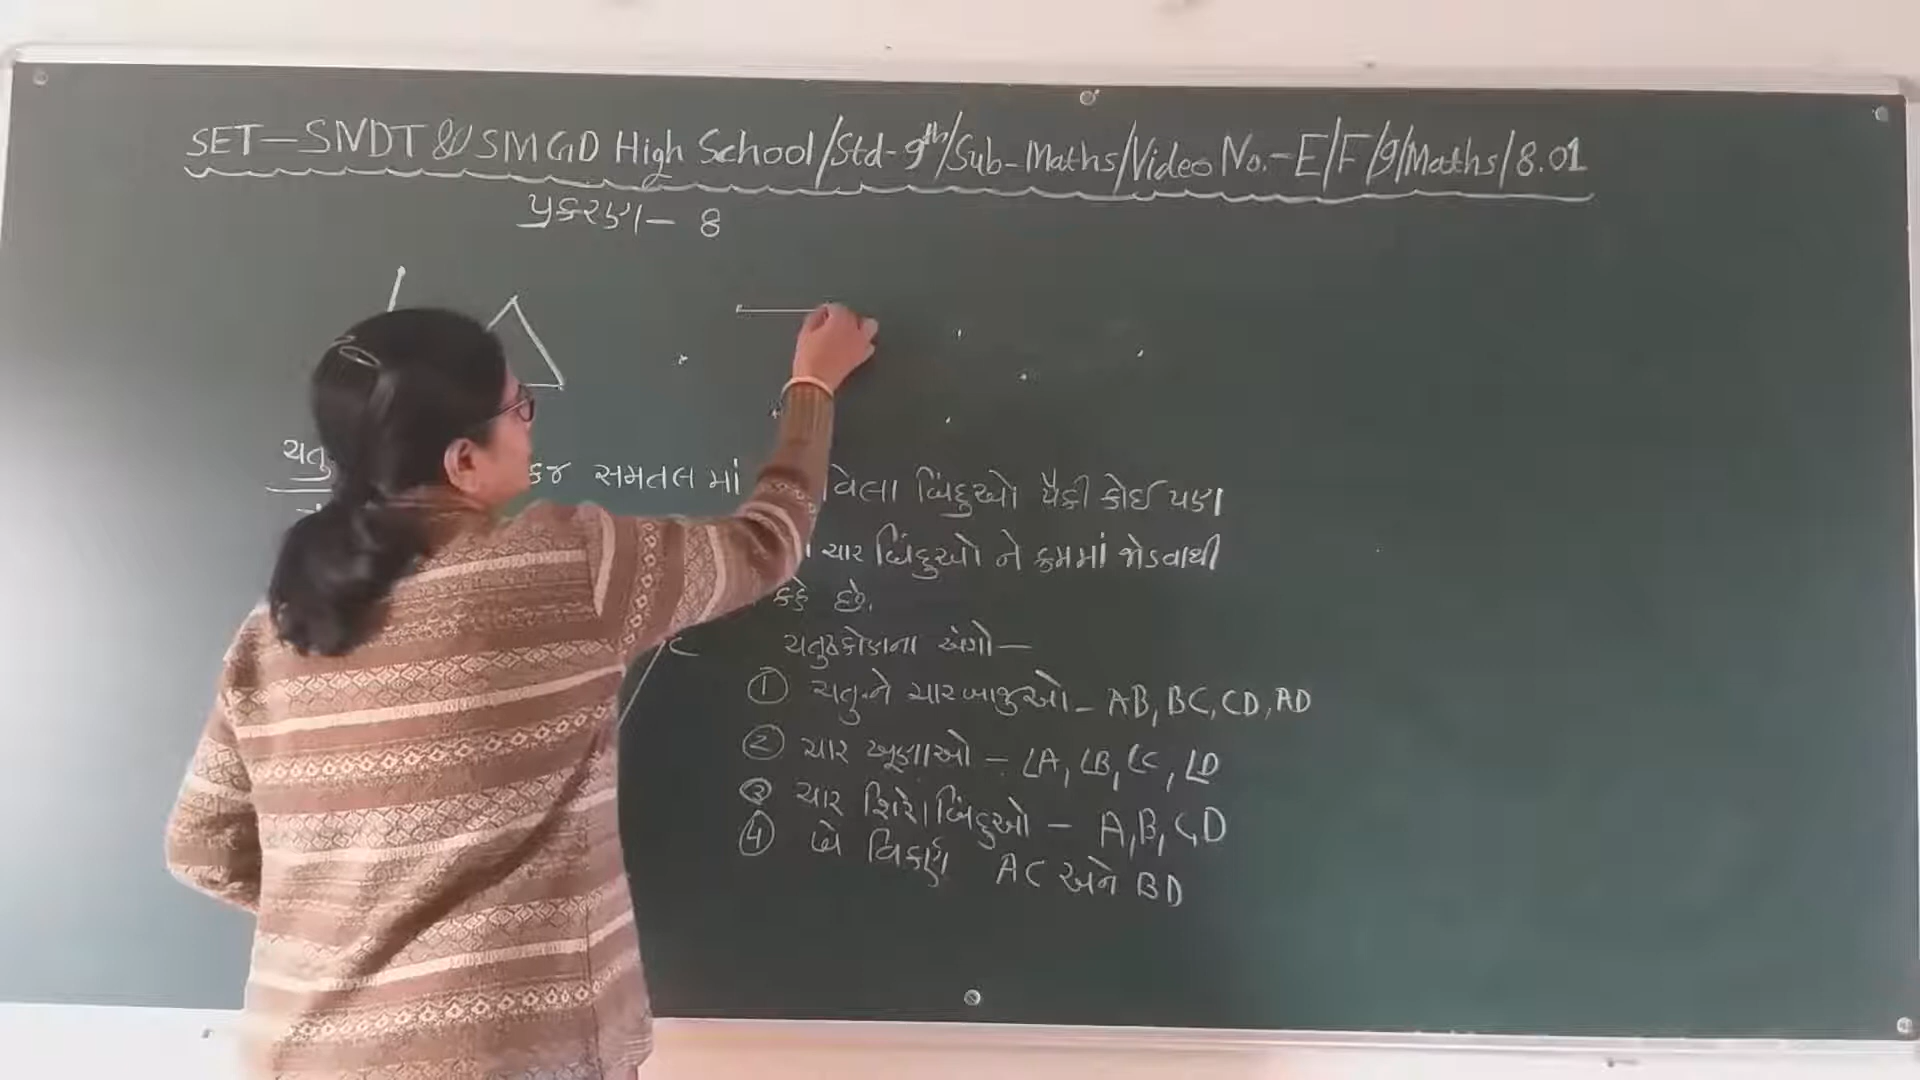 SET-SNDT & SMGD High School/Std-9th/Sub-Maths/Video No.-E/F/9/Maths/8.01
પ્રકરણ- 8
ચતુ
સમતલ માં બિંદુઓ પૈકી કોઈ પણ
ચાર બિંદુઓ ને ક્રમમાં જોડવાથી
કહે છે.
C
ચતુષ્કોણના અંગો-
① ચતુ.ને ચાર બાજુઓ- AB, BC, CD, AD
② ચાર ખૂણાઓ - ∠A, ∠B, ∠C, ∠D
③ ચાર શિરોબિંદુઓ - A, B, C, D
④ બે વિકર્ણ AC અને BD